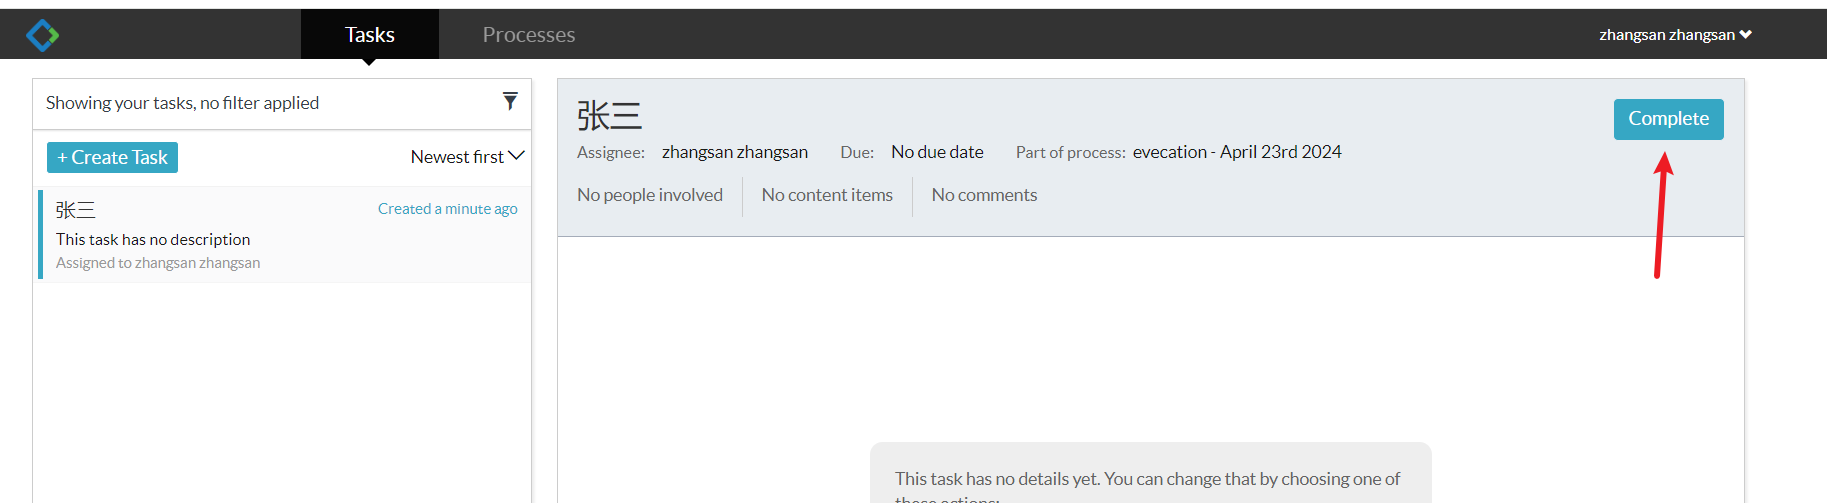 Tasks
Processes
zhangsan zhangsan
Showing your tasks, no filter applied
+ Create Task
Newest first
张三
Created a minute ago
This task has no description
Assigned to zhangsan zhangsan
张三
Complete
Assignee: zhangsan zhangsan Due: No due date Part of process: evecation - April 23rd 2024
No people involved No content items No comments
This task has no details yet. You can change that by choosing one of
these actions: